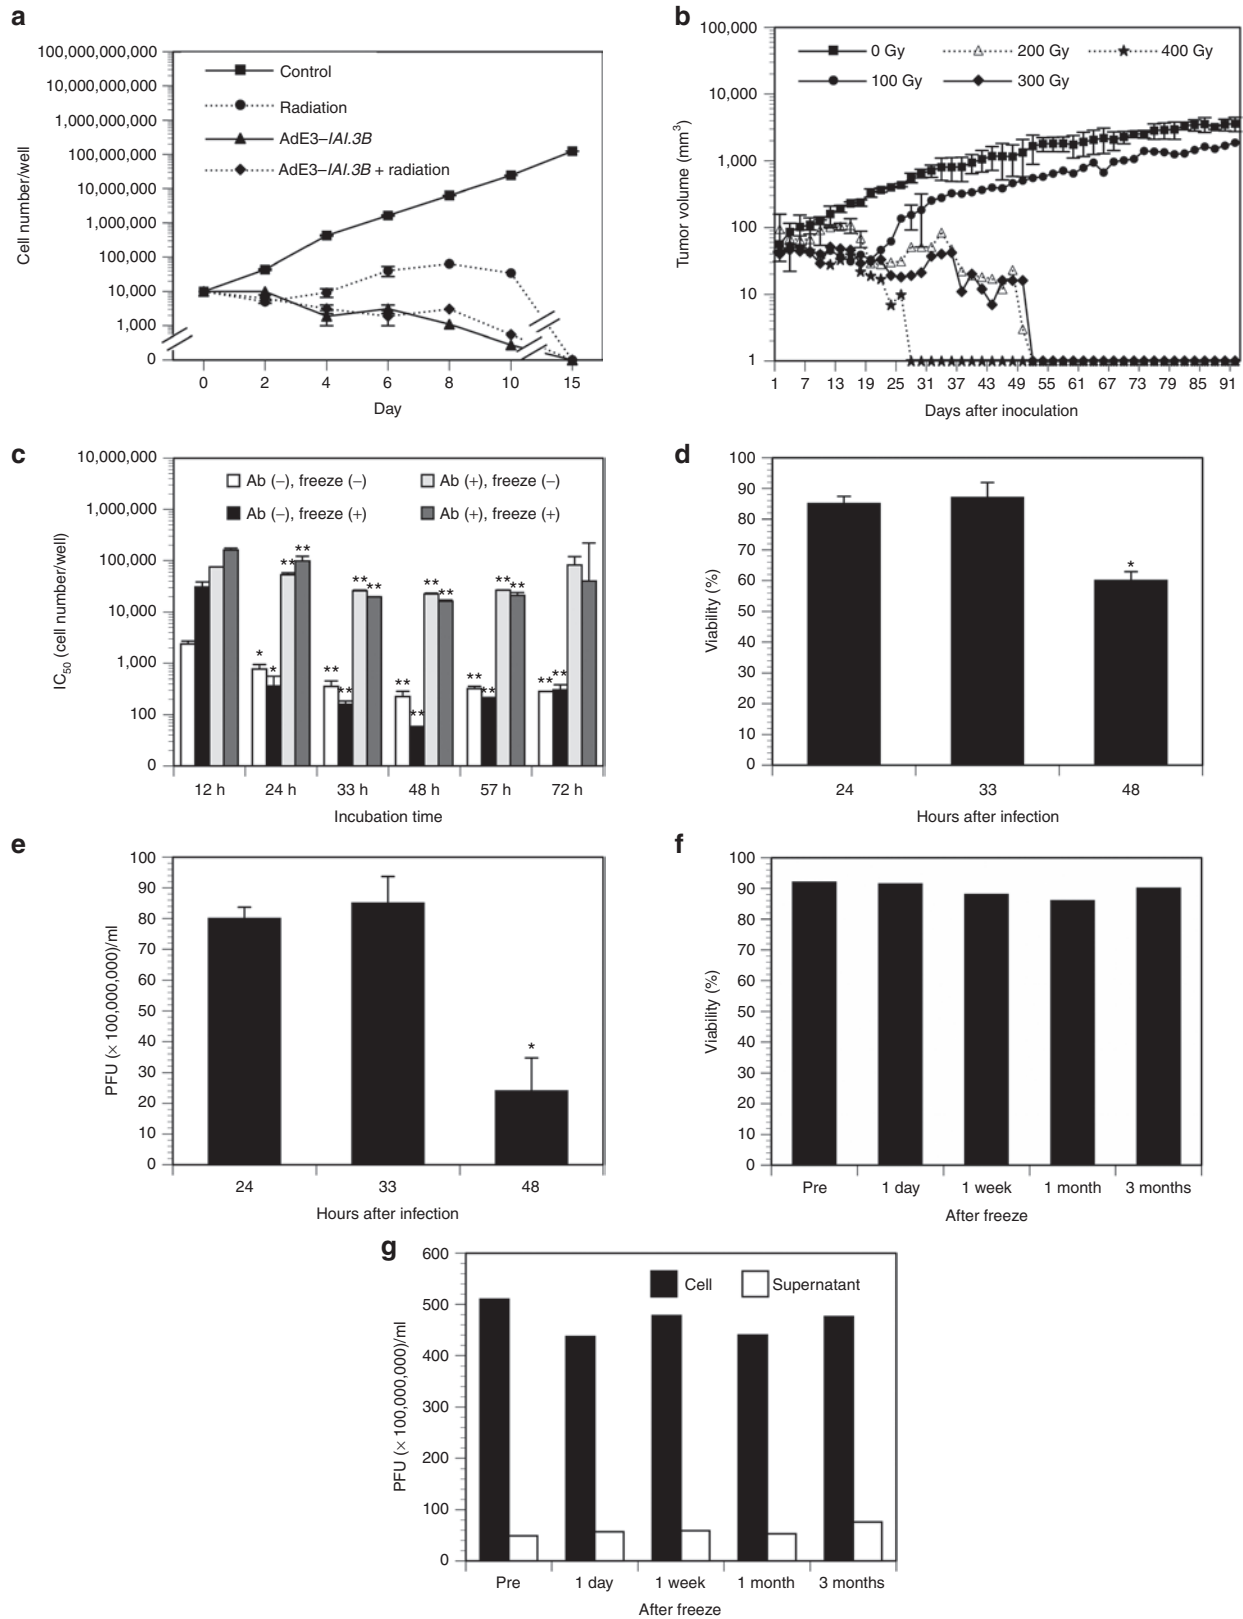 a
100,000,000,000
10,000,000,000
1,000,000,000
100,000,000
10,000,000
1,000,000
100,000
10,000
1,000
0
Cell number/well
Control
Radiation
AdE3–IAI.3B
AdE3–IAI.3B + radiation
0 2 4 6 8 10 15
Day
b
100,000
10,000
1,000
100
10
1
Tumor volume (mm³)
0 Gy 200 Gy 400 Gy
100 Gy 300 Gy
1 7 13 19 25 31 37 43 49 55 61 67 73 79 85 91
Days after inoculation
c
10,000,000
1,000,000
100,000
10,000
1,000
100
0
IC₅₀ (cell number/well)
Ab (–), freeze (–) Ab (+), freeze (–)
Ab (–), freeze (+) Ab (+), freeze (+)
** ** ** ** ** ** ** **
* * ** ** ** ** ** ** ** **
12 h 24 h 33 h 48 h 57 h 72 h
Incubation time
d
100
90
80
70
60
50
40
30
20
10
0
Viability (%)
*
24 33 48
Hours after infection
e
100
90
80
70
60
50
40
30
20
10
0
PFU (× 100,000,000)/ml
*
24 33 48
Hours after infection
f
100
90
80
70
60
50
40
30
20
10
0
Viability (%)
Pre 1 day 1 week 1 month 3 months
After freeze
g
600
500
400
300
200
100
0
PFU (× 100,000,000)/ml
Cell Supernatant
Pre 1 day 1 week 1 month 3 months
After freeze